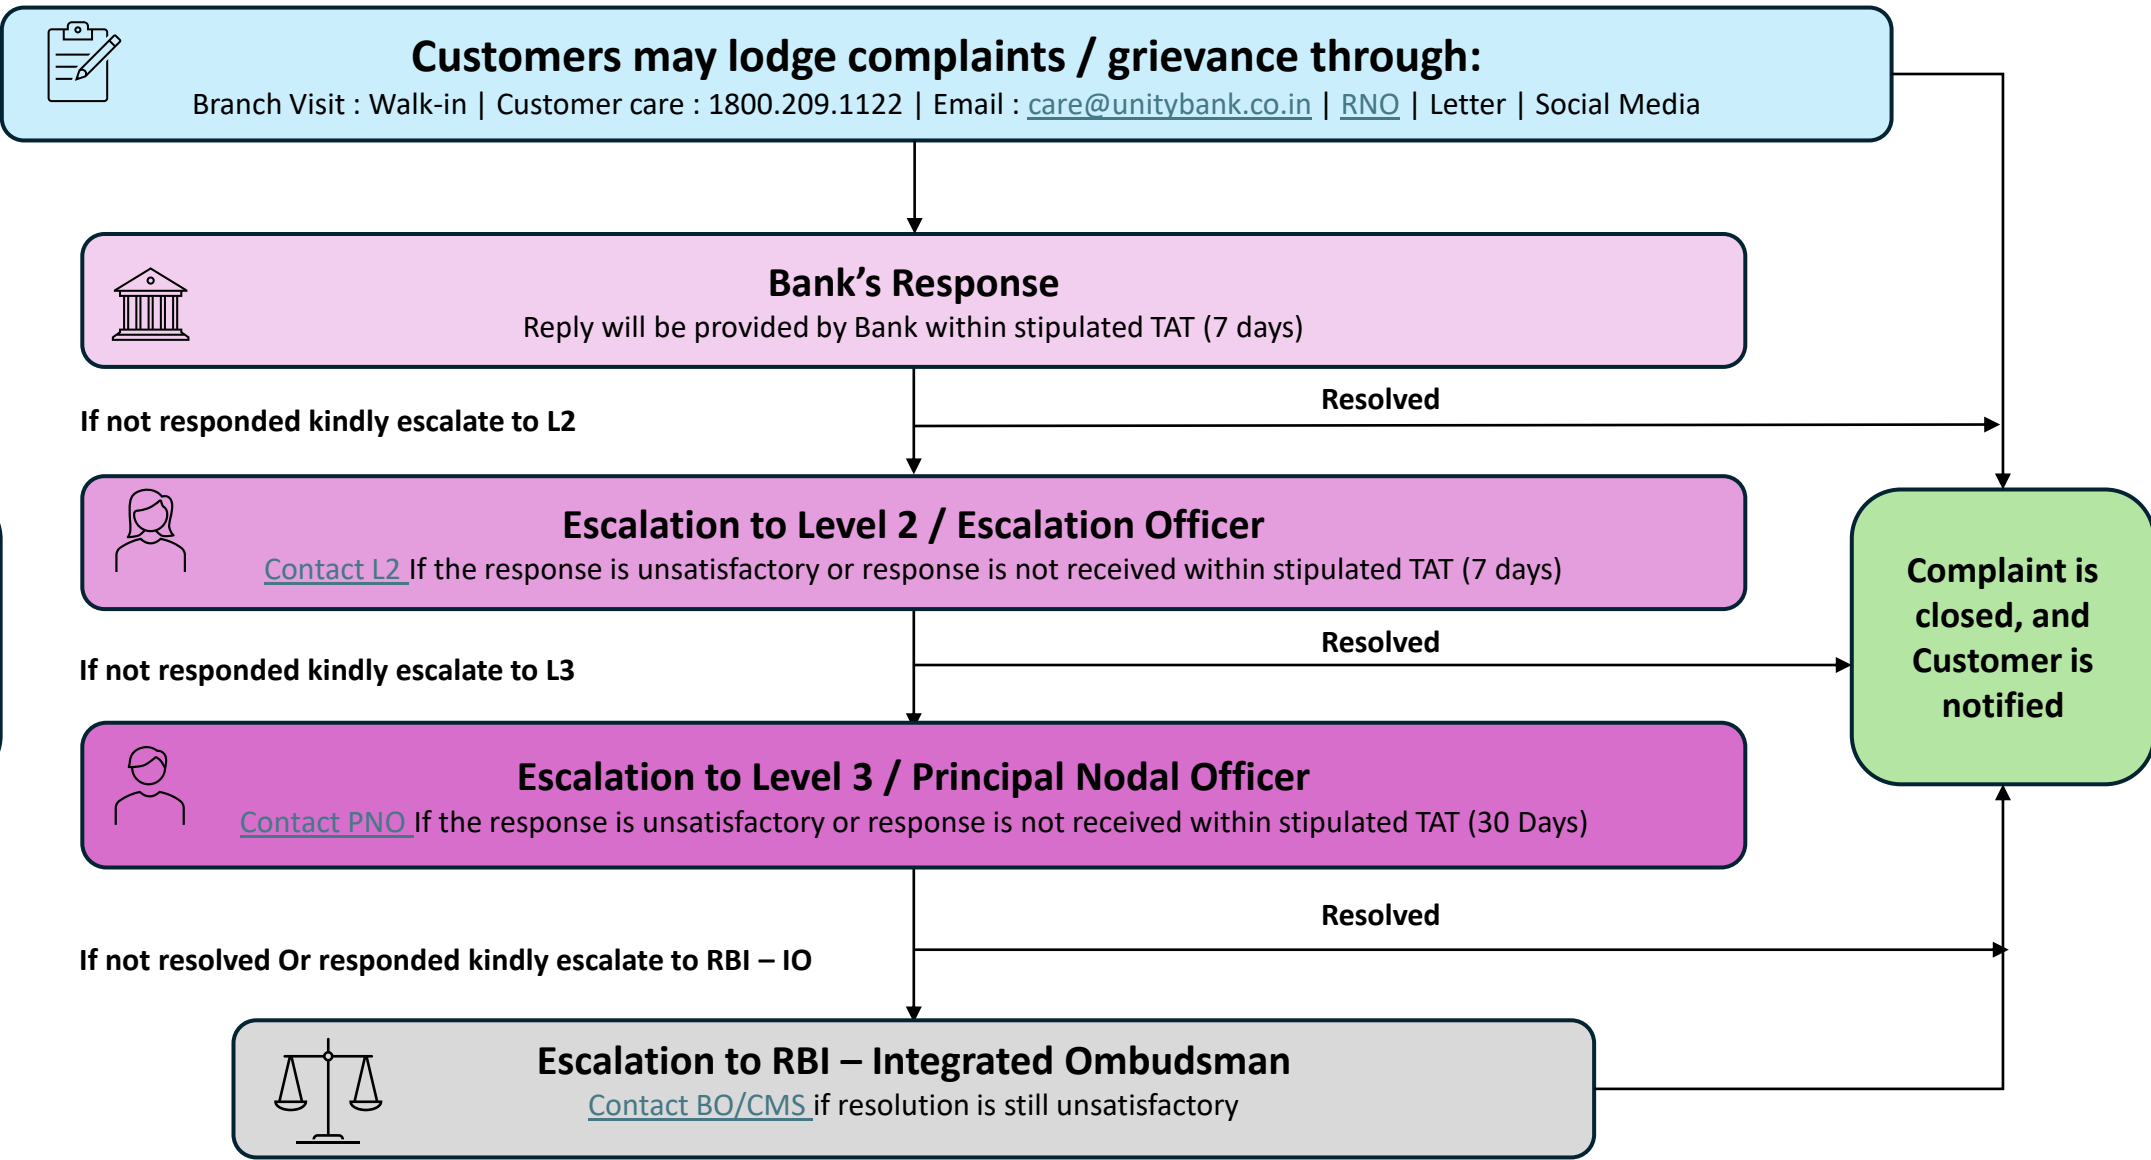 Customers may lodge complaints / grievance through:
Branch Visit : Walk-in | Customer care : 1800.209.1122 | Email : care@unitybank.co.in | RNO | Letter | Social Media
Bank’s Response
Reply will be provided by Bank within stipulated TAT (7 days)
Resolved
If not responded kindly escalate to L2
Escalation to Level 2 / Escalation Officer
Contact L2 If the response is unsatisfactory or response is not received within stipulated TAT (7 days)
Complaint is
closed, and
Customer is
notified
Resolved
If not responded kindly escalate to L3
Escalation to Level 3 / Principal Nodal Officer
Contact PNO If the response is unsatisfactory or response is not received within stipulated TAT (30 Days)
Resolved
If not resolved Or responded kindly escalate to RBI – IO
Escalation to RBI – Integrated Ombudsman
Contact BO/CMS if resolution is still unsatisfactory